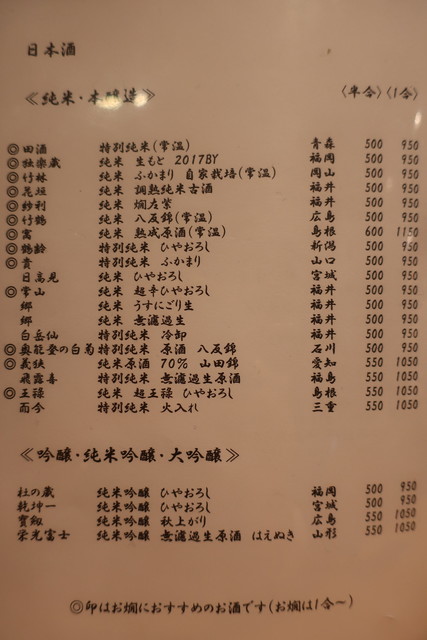 日本酒
≪純米・本醸造≫ 〈半合〉〈1合〉
◎田酒 特別純米(常温) 青森 500 950
◎独楽蔵 純米 生もと 2017BY 福岡 500 950
◎竹林 純米 ふかまり 自家栽培(常温) 岡山 500 950
◎花垣 純米 調熟純米古酒 福井 500 950
◎紗利 純米 燗左紫 福井 500 950
◎竹鶴 純米 八反錦(常温) 広島 500 950
◎窩 純米 熟成原酒(常温) 島根 600 1150
◎鶴齢 特別純米 ひやおろし 新潟 500 950
◎貴 特別純米 ふかまり 山口 500 950
日高見 純米 ひやおろし 宮城 500 950
◎常山 純米 超辛ひやおろし 福井 500 950
郷 純米 うすにごり生 福井 500 950
郷 純米 無濾過生 福井 500 950
白岳仙 特別純米 冷卸 福井 500 950
◎奥能登の白菊 特別純米 原酒 八反錦 石川 500 950
◎義狭 純米原酒 70% 山田錦 愛知 550 1050
飛露喜 特別純米 無濾過生原酒 福島 550 1050
◎王祿 純米 超王祿 ひやおろし 島根 550 1050
而今 特別純米 火入れ 三重 550 1050
≪吟醸・純米吟醸・大吟醸≫
杜の蔵 純米吟醸 ひやおろし 福岡 500 950
乾坤一 純米吟醸 ひやおろし 宮城 500 950
寳剱 純米吟醸 秋上がり 広島 550 1050
栄光冨士 純米吟醸 無濾過生原酒 はえぬき 山形 550 1050
◎印はお燗におすすめのお酒です(お燗は1合〜)